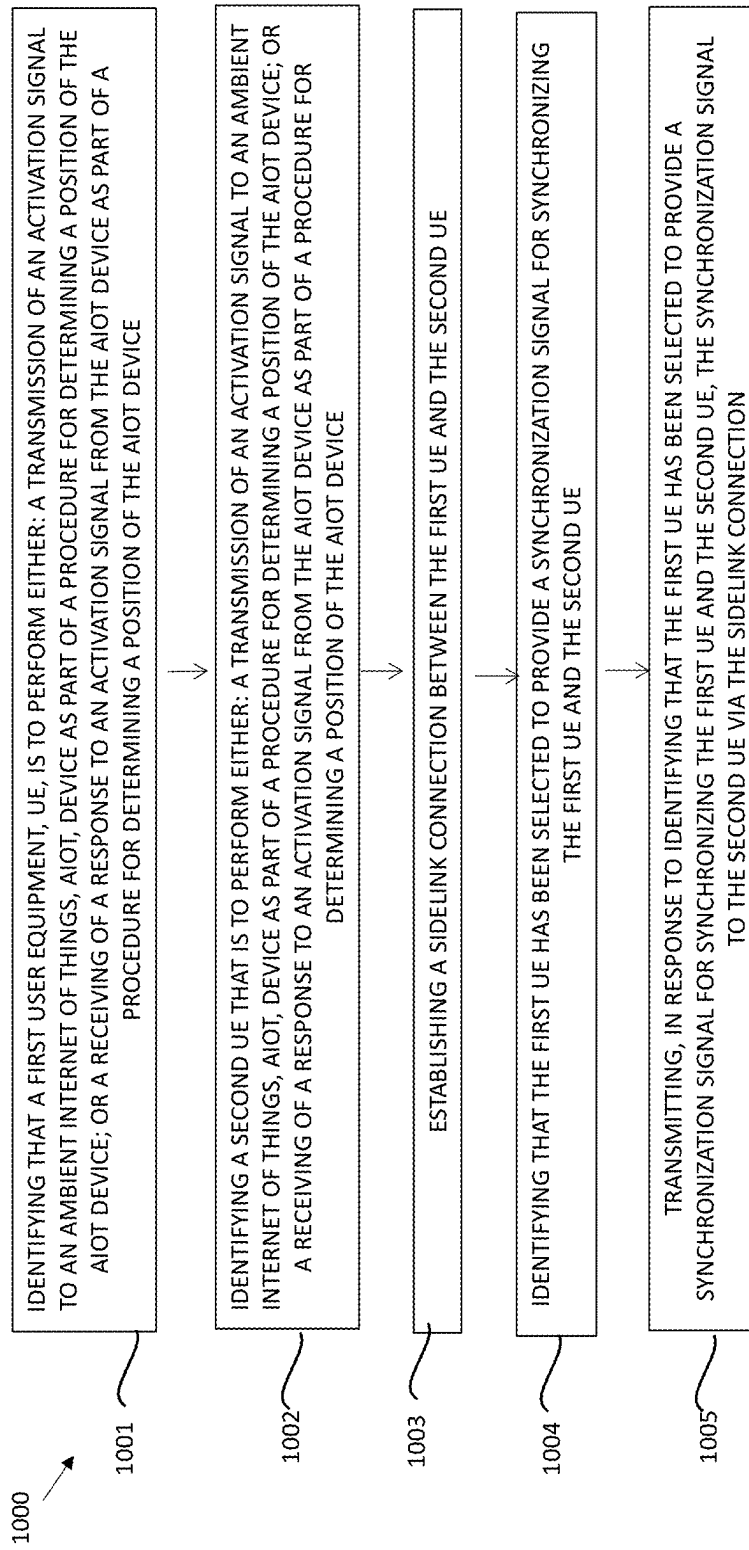 1000
1001
IDENTIFYING THAT A FIRST USER EQUIPMENT, UE, IS TO PERFORM EITHER: A TRANSMISSION OF AN ACTIVATION SIGNAL
TO AN AMBIENT INTERNET OF THINGS, AIOT, DEVICE AS PART OF A PROCEDURE FOR DETERMINING A POSITION OF THE
AIOT DEVICE; OR A RECEIVING OF A RESPONSE TO AN ACTIVATION SIGNAL FROM THE AIOT DEVICE AS PART OF A
PROCEDURE FOR DETERMINING A POSITION OF THE AIOT DEVICE
1002
IDENTIFYING A SECOND UE THAT IS TO PERFORM EITHER: A TRANSMISSION OF AN ACTIVATION SIGNAL TO AN AMBIENT
INTERNET OF THINGS, AIOT, DEVICE AS PART OF A PROCEDURE FOR DETERMINING A POSITION OF THE AIOT DEVICE; OR
A RECEIVING OF A RESPONSE TO AN ACTIVATION SIGNAL FROM THE AIOT DEVICE AS PART OF A PROCEDURE FOR
DETERMINING A POSITION OF THE AIOT DEVICE
1003
ESTABLISHING A SIDELINK CONNECTION BETWEEN THE FIRST UE AND THE SECOND UE
1004
IDENTIFYING THAT THE FIRST UE HAS BEEN SELECTED TO PROVIDE A SYNCHRONIZATION SIGNAL FOR SYNCHRONIZING
THE FIRST UE AND THE SECOND UE
1005
TRANSMITTING, IN RESPONSE TO IDENTIFYING THAT THE FIRST UE HAS BEEN SELECTED TO PROVIDE A
SYNCHRONIZATION SIGNAL FOR SYNCHRONIZING THE FIRST UE AND THE SECOND UE, THE SYNCHRONIZATION SIGNAL
TO THE SECOND UE VIA THE SIDELINK CONNECTION